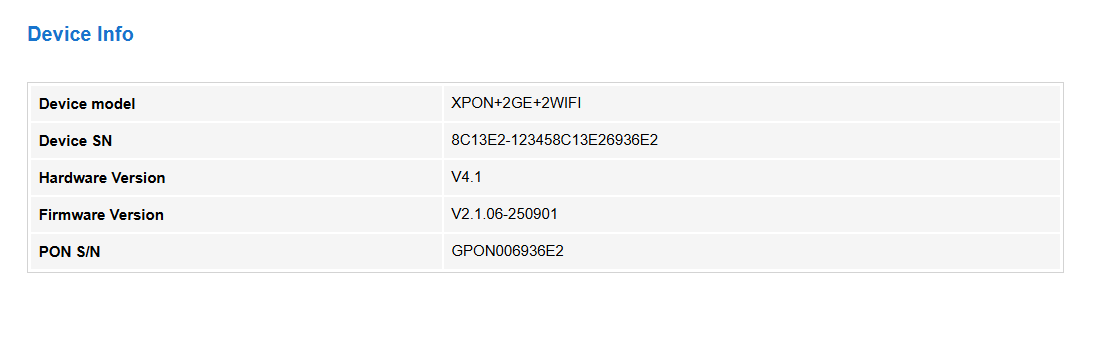 Device Info
Device model XPON+2GE+2WIFI
Device SN 8C13E2-123458C13E26936E2
Hardware Version V4.1
Firmware Version V2.1.06-250901
PON S/N GPON006936E2